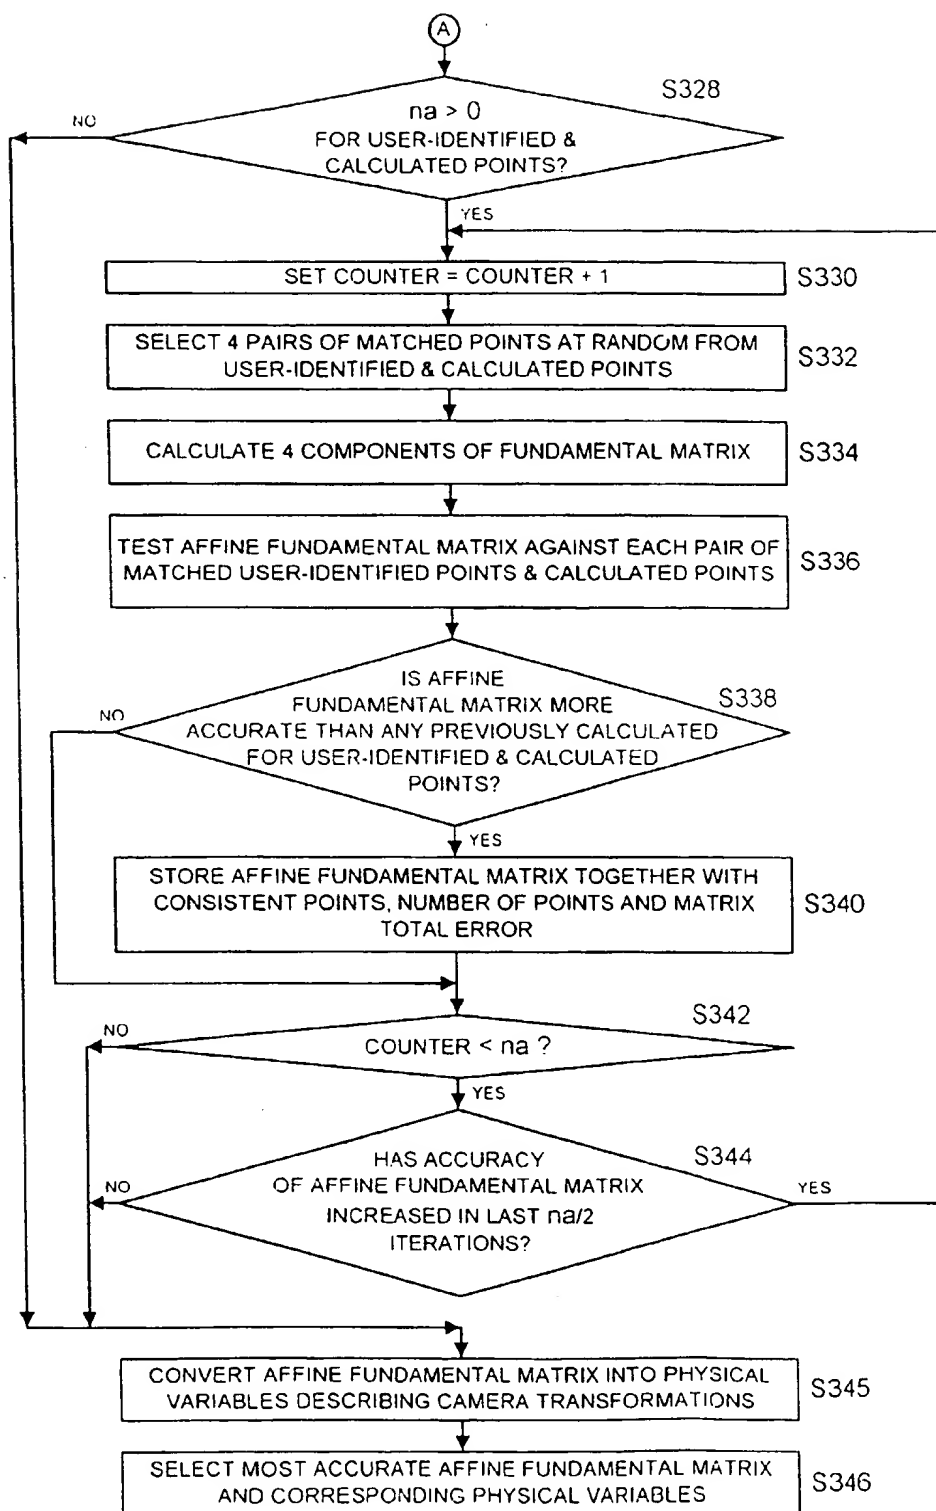 A
S328
na > 0
NO
FOR USER-IDENTIFIED &
CALCULATED POINTS?
YES
SET COUNTER = COUNTER + 1
S330
SELECT 4 PAIRS OF MATCHED POINTS AT RANDOM FROM
USER-IDENTIFIED & CALCULATED POINTS
S332
CALCULATE 4 COMPONENTS OF FUNDAMENTAL MATRIX
S334
TEST AFFINE FUNDAMENTAL MATRIX AGAINST EACH PAIR OF
MATCHED USER-IDENTIFIED POINTS & CALCULATED POINTS
S336
IS AFFINE
FUNDAMENTAL MATRIX MORE
S338
NO
ACCURATE THAN ANY PREVIOUSLY CALCULATED
FOR USER-IDENTIFIED & CALCULATED
POINTS?
YES
STORE AFFINE FUNDAMENTAL MATRIX TOGETHER WITH
CONSISTENT POINTS, NUMBER OF POINTS AND MATRIX
TOTAL ERROR
S340
S342
NO
COUNTER < na ?
YES
HAS ACCURACY
S344
NO
OF AFFINE FUNDAMENTAL MATRIX
YES
INCREASED IN LAST na/2
ITERATIONS?
CONVERT AFFINE FUNDAMENTAL MATRIX INTO PHYSICAL
VARIABLES DESCRIBING CAMERA TRANSFORMATIONS
S345
SELECT MOST ACCURATE AFFINE FUNDAMENTAL MATRIX
AND CORRESPONDING PHYSICAL VARIABLES
S346